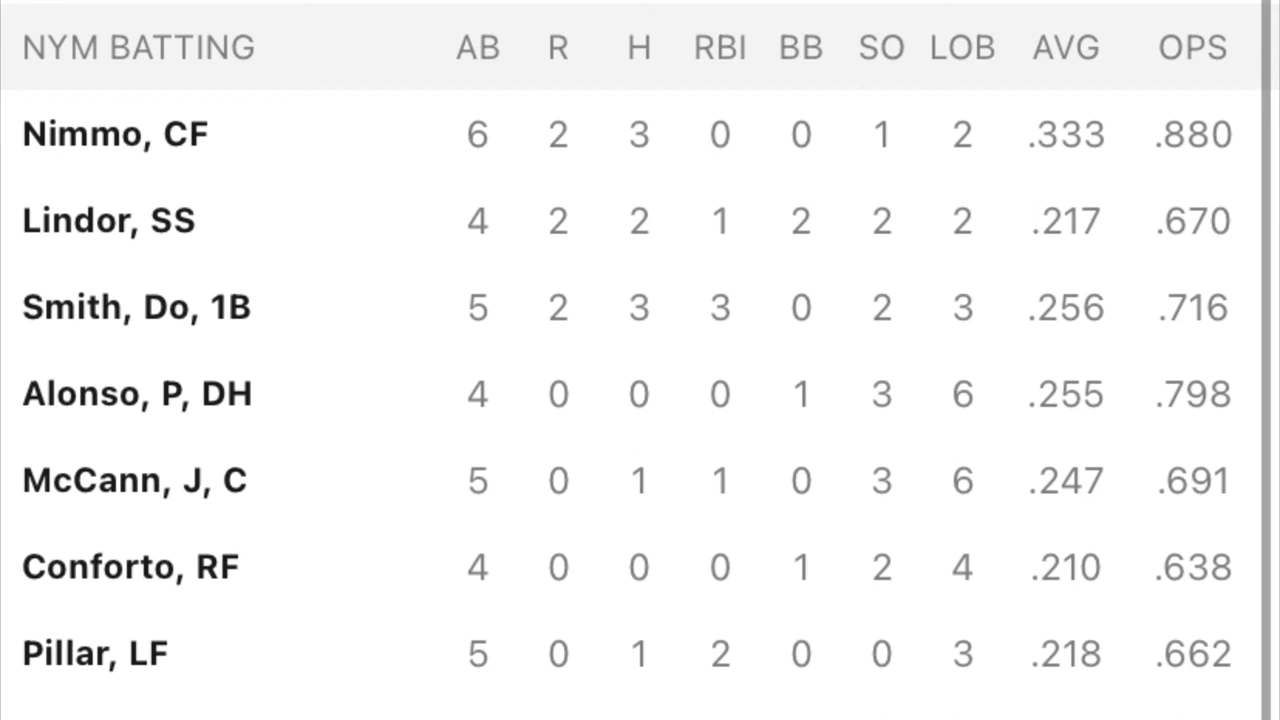 NYM BATTING AB R H RBI BB SO LOB AVG OPS
Nimmo, CF 6 2 3 0 0 1 2 .333 .880
Lindor, SS 4 2 2 1 2 2 2 .217 .670
Smith, Do, 1B 5 2 3 3 0 2 3 .256 .716
Alonso, P, DH 4 0 0 0 1 3 6 .255 .798
McCann, J, C 5 0 1 1 0 3 6 .247 .691
Conforto, RF 4 0 0 0 1 2 4 .210 .638
Pillar, LF 5 0 1 2 0 0 3 .218 .662